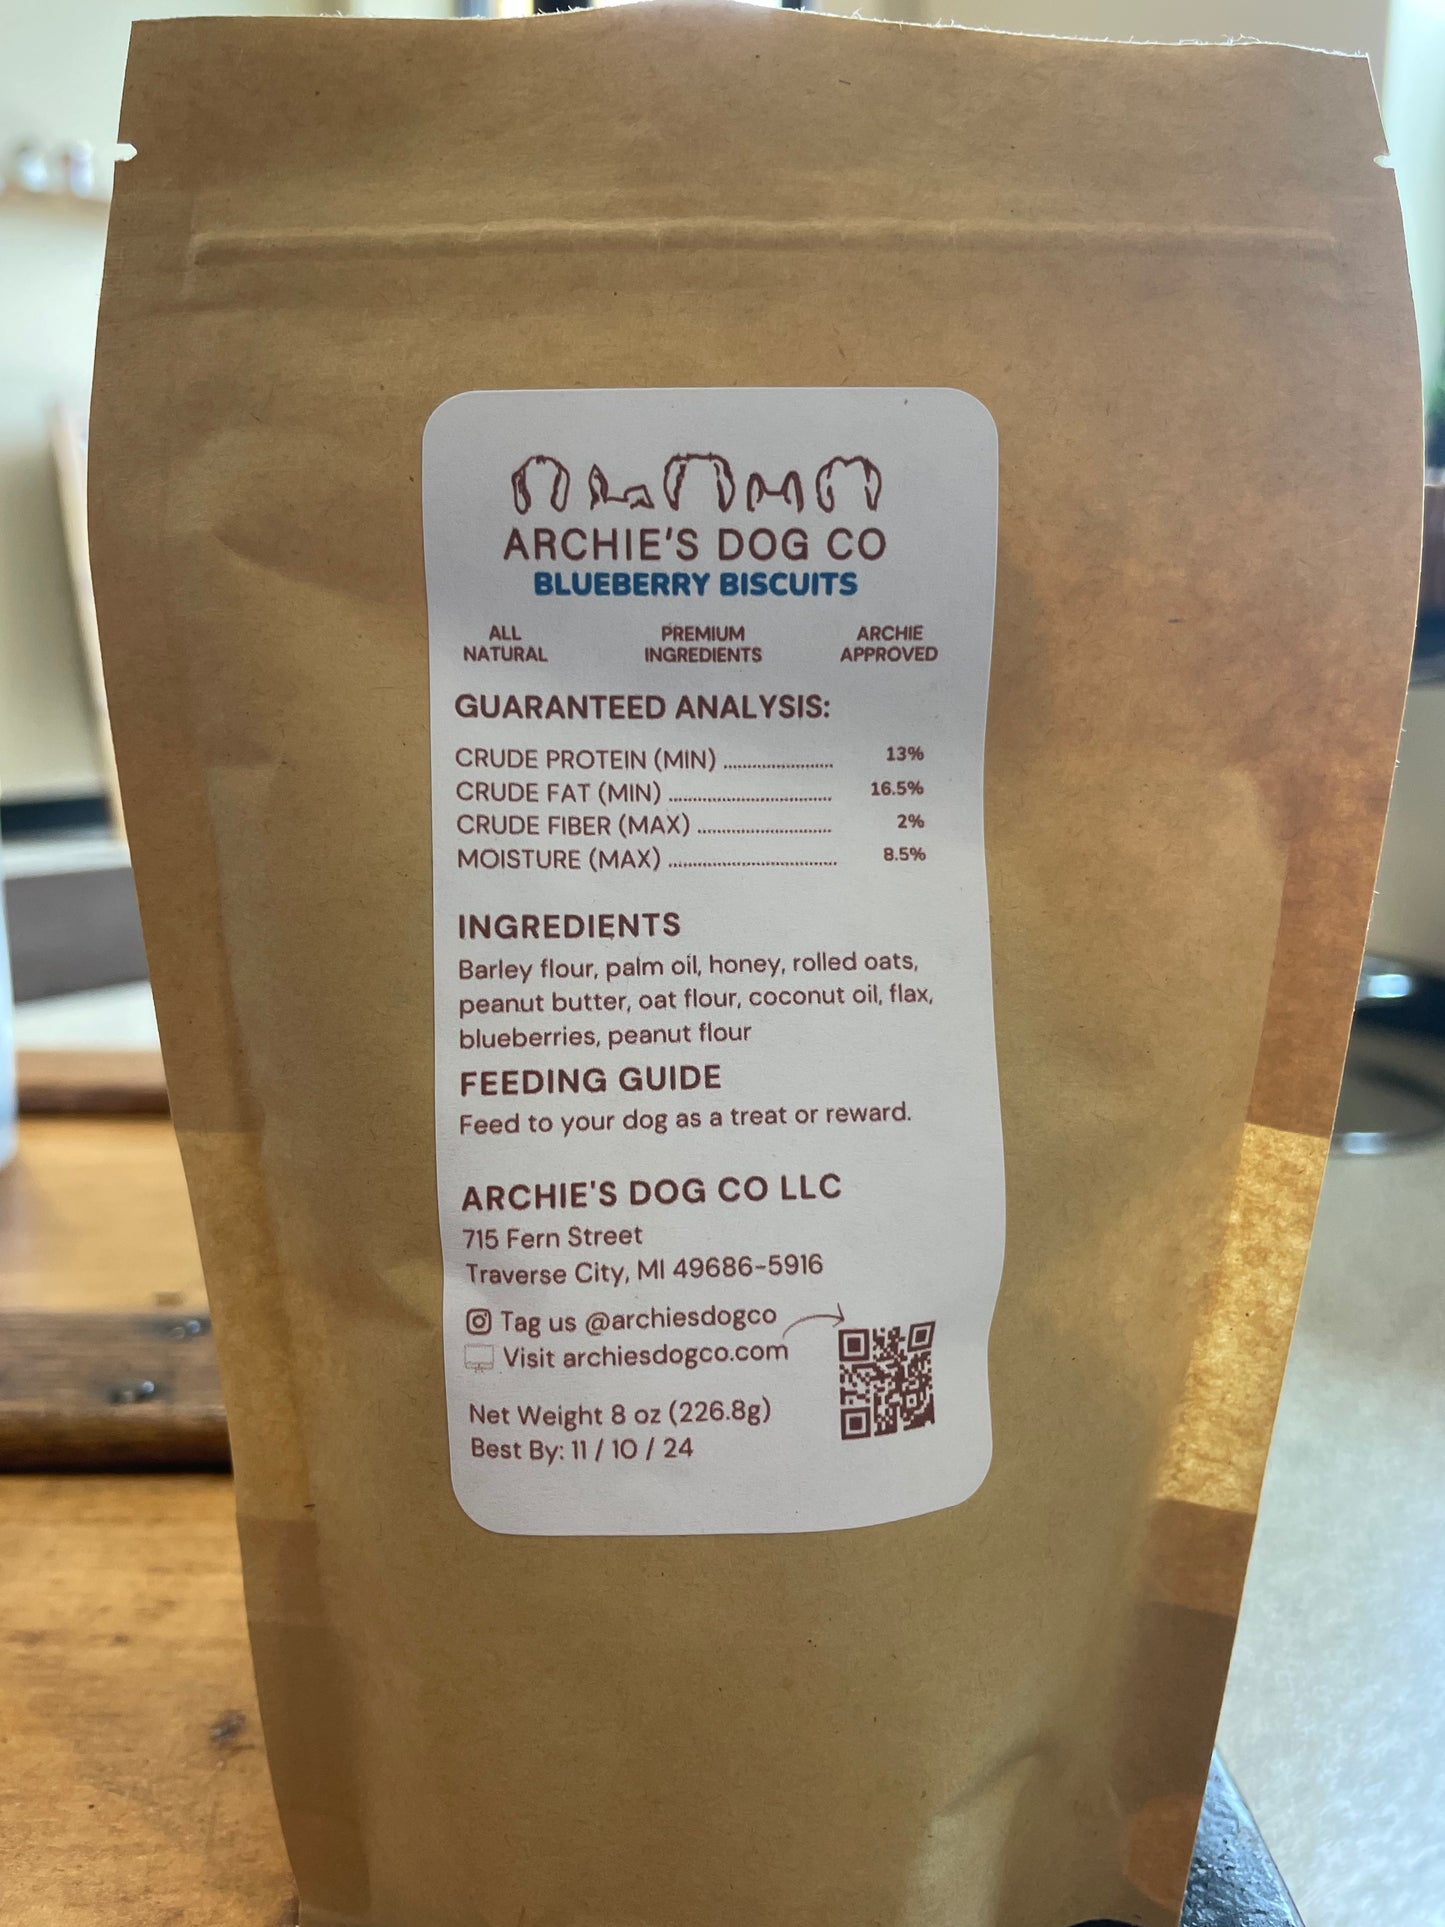 ARCHIE'S DOG CO
BLUEBERRY BISCUITS
ALL NATURAL
PREMIUM INGREDIENTS
ARCHIE APPROVED
GUARANTEED ANALYSIS:
CRUDE PROTEIN (MIN) ........................ 13%
CRUDE FAT (MIN) .................................... 16.5%
CRUDE FIBER (MAX) ............................. 2%
MOISTURE (MAX) ..................................... 8.5%
INGREDIENTS
Barley flour, palm oil, honey, rolled oats,
peanut butter, oat flour, coconut oil, flax,
blueberries, peanut flour
FEEDING GUIDE
Feed to your dog as a treat or reward.
ARCHIE'S DOG CO LLC
715 Fern Street
Traverse City, MI 49686-5916
Tag us @archiesdogco
Visit archiesdogco.com
Net Weight 8 oz (226.8g)
Best By: 11 / 10 / 24